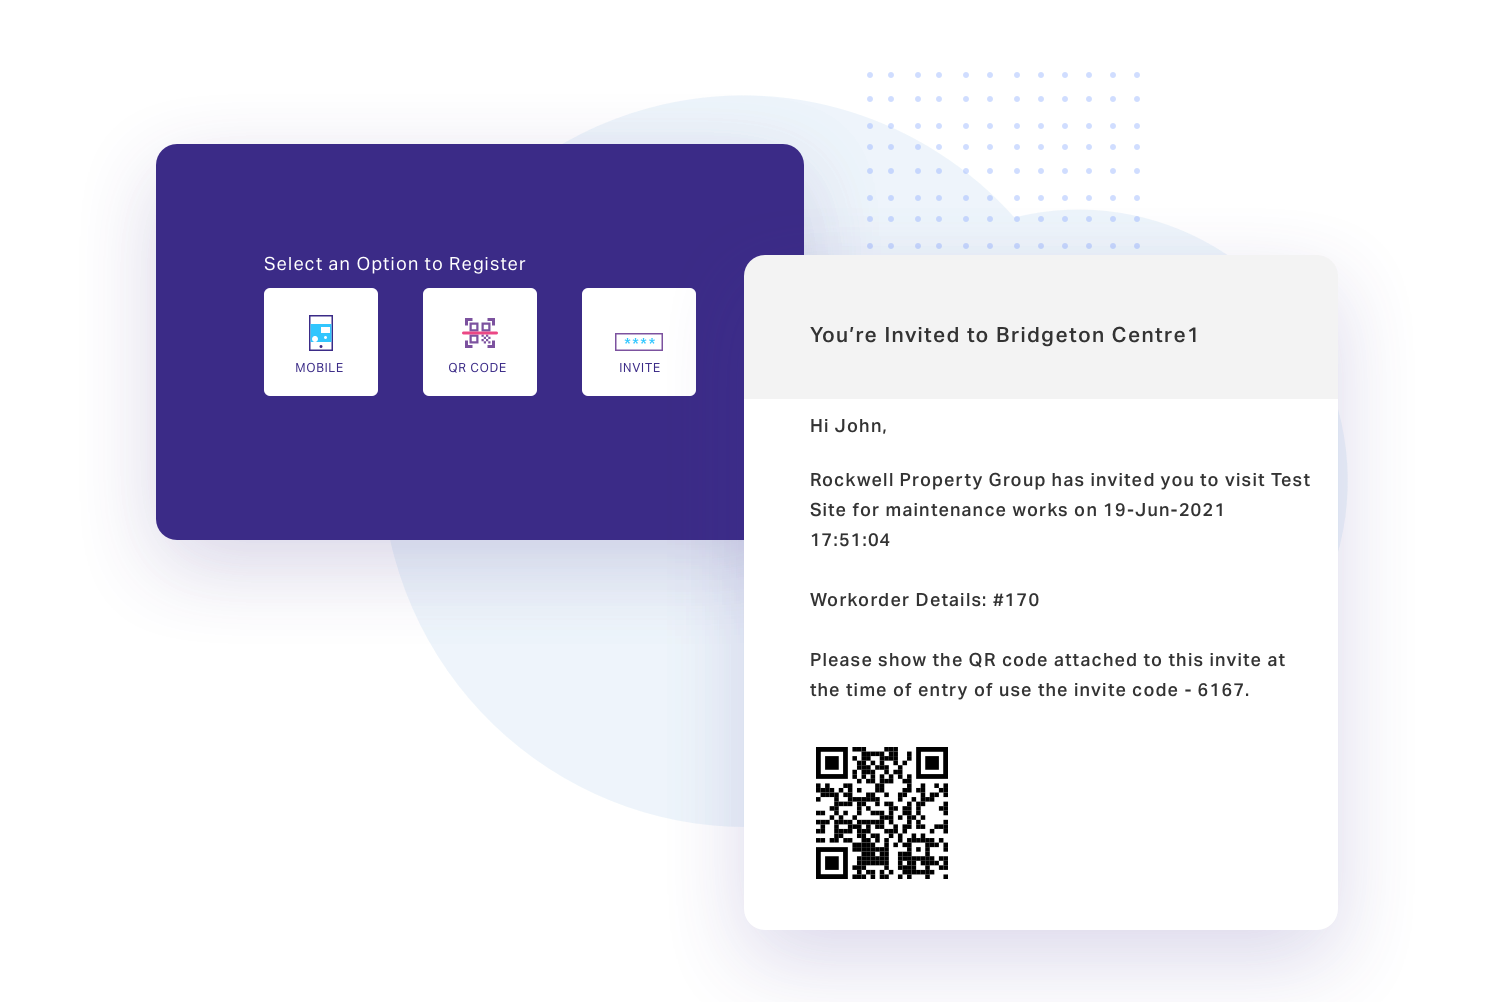 Select an Option to Register
MOBILE
QR CODE
****
INVITE
You’re Invited to Bridgeton Centre1
Hi John,
Rockwell Property Group has invited you to visit Test
Site for maintenance works on 19-Jun-2021
17:51:04
Workorder Details: #170
Please show the QR code attached to this invite at
the time of entry of use the invite code - 6167.